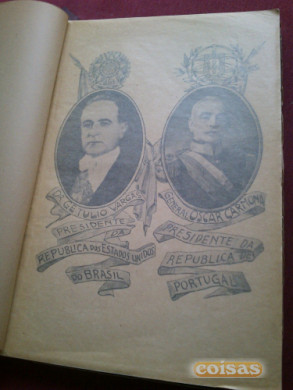 DR. GETULIO VARGAS
PRESIDENTE
DA
REPUBLICA DOS ESTADOS UNIDOS
DO BRASIL
GENERAL OSCAR CARMONA
PRESIDENTE DA
REPUBLICA
PORTUGAL
coisas